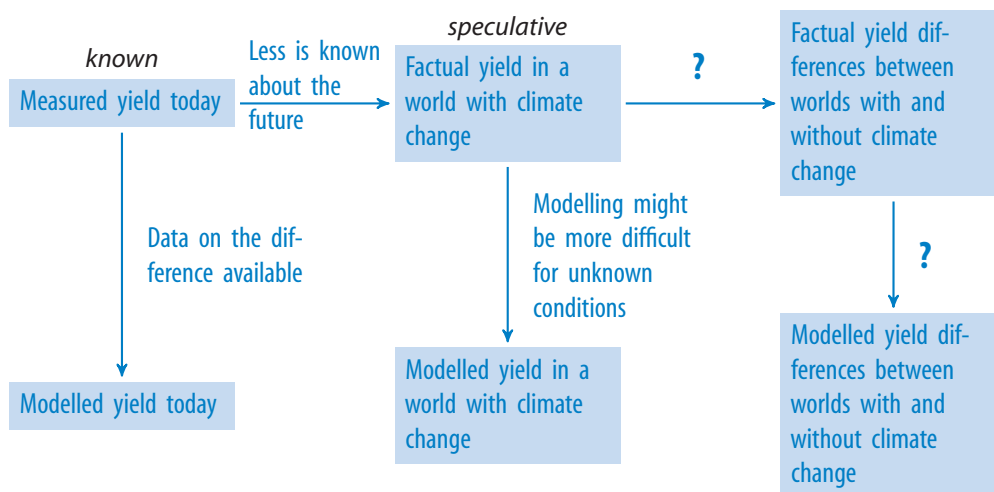 known
Measured yield today
Less is known
about the
future
speculative
Factual yield in a
world with climate
change
?
Factual yield dif-
ferences between
worlds with and
without climate
change
Data on the dif-
ference available
Modelling might
be more difficult
for unknown
conditions
?
Modelled yield today
Modelled yield in a
world with climate
change
Modelled yield dif-
ferences between
worlds with and
without climate
change